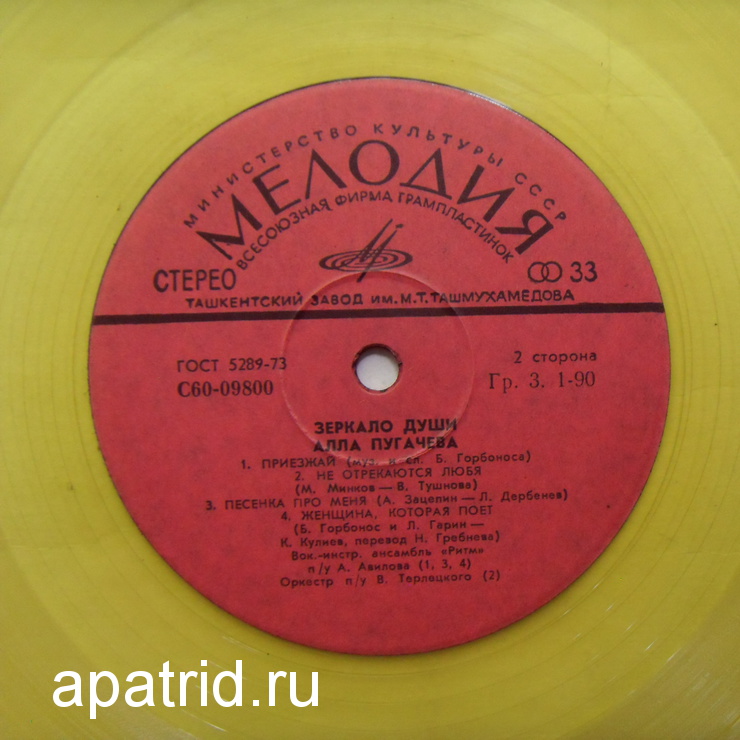 МИНИСТЕРСТВО КУЛЬТУРЫ СССР
МЕЛОДИЯ
ВСЕСОЮЗНАЯ ФИРМА ГРАМПЛАСТИНОК
СТЕРЕО
33
ТАШКЕНТСКИЙ ЗАВОД ИМ. М.Т. ТАШМУХАМЕДОВА
ГОСТ 5289-73
2 сторона
С60-09800
Гр. 3. 1-90
ЗЕРКАЛО ДУШИ
АЛЛА ПУГАЧЕВА
1. ПРИЕЗЖАЙ (муз. и сл. Б. Горбоноса)
2. НЕ ОТРЕКАЮТСЯ ЛЮБЯ
(М. Минков — В. Тушнова)
3. ПЕСЕНКА ПРО МЕНЯ (А. Зацепин — Л. Дербенев)
4. ЖЕНЩИНА, КОТОРАЯ ПОЕТ
(Б. Горбонос и Л. Гарин —
К. Кулиев, перевод Н. Гребнева)
Вок.-инстр. ансамбль «Ритм»
п/у А. Авилова (1, 3, 4)
Оркестр п/у В. Терлецкого (2)
apatrid.ru